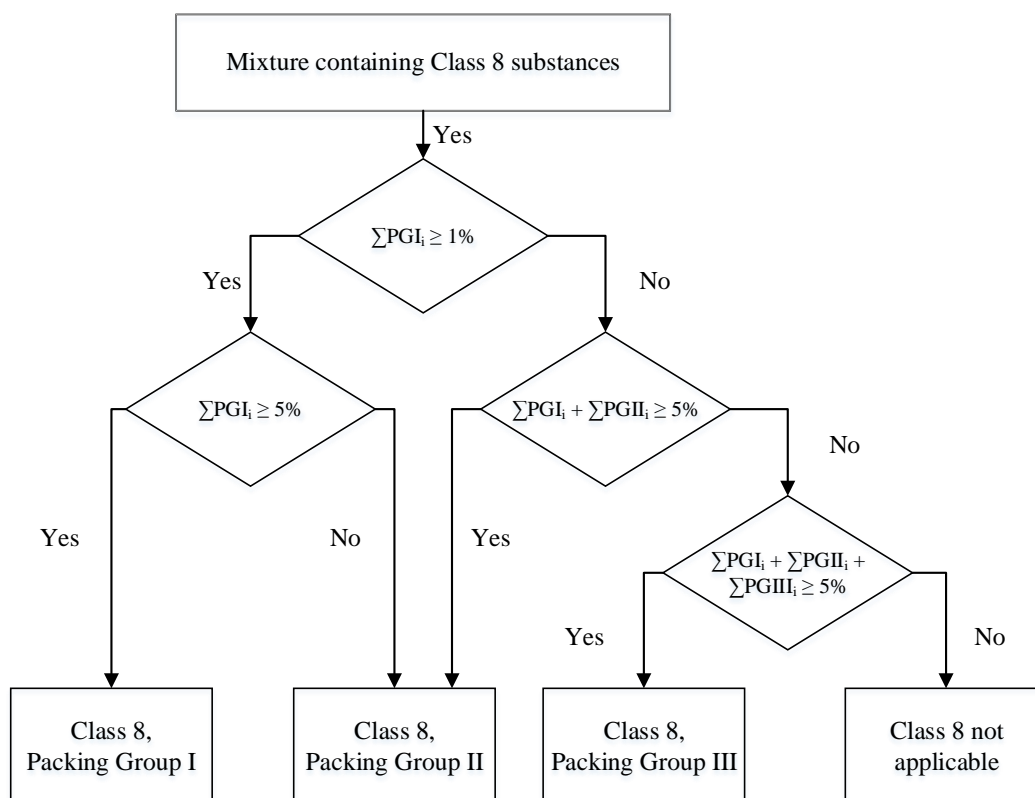 Mixture containing Class 8 substances
Yes
∑PGIᵢ ≥ 1%
Yes
No
∑PGIᵢ ≥ 5%
∑PGIᵢ + ∑PGIIᵢ ≥ 5%
No
Yes
No
Yes
∑PGIᵢ + ∑PGIIᵢ +
∑PGIIIᵢ ≥ 5%
Yes
No
Class 8,
Packing Group I
Class 8,
Packing Group II
Class 8,
Packing Group III
Class 8 not
applicable